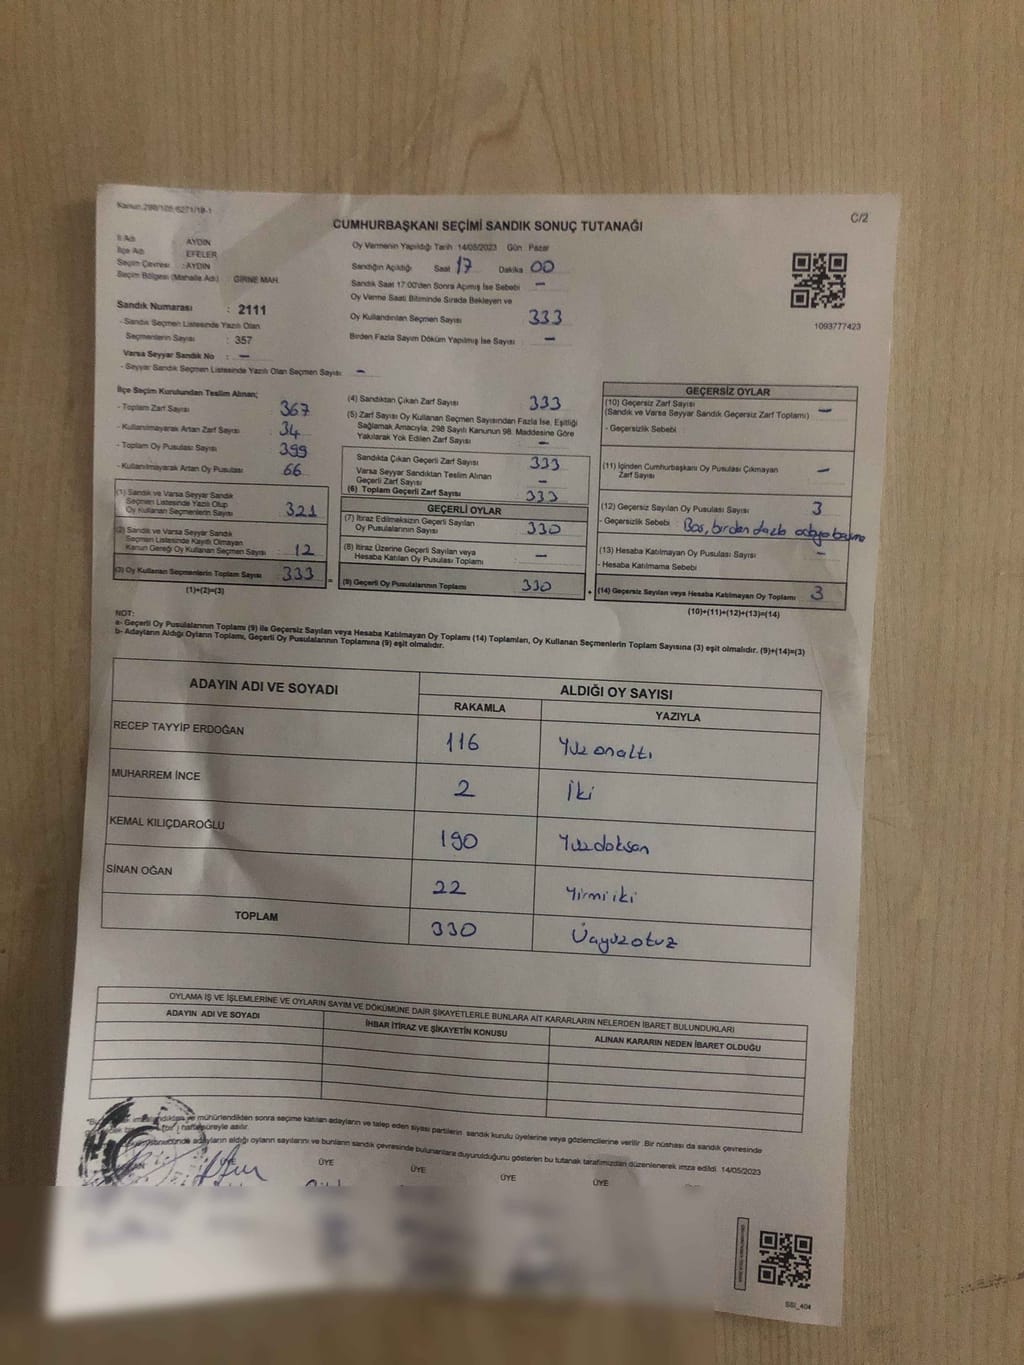 Kanun:298/105/6271/19-1
C/2
CUMHURBAŞKANI SEÇİMİ SANDIK SONUÇ TUTANAĞI
İl Adı AYDIN
İlçe Adı EFELER
Seçim Çevresi : AYDIN
Seçim Bölgesi (Mahalle Adı) : GİRNE MAH.
Sandık Numarası : 2111
- Sandık Seçmen Listesinde Yazılı Olan
Seçmenlerin Sayısı : 357
Varsa Seyyar Sandık No : –
- Seyyar Sandık Seçmen Listesinde Yazılı Olan Seçmen Sayısı: –
Oy Vermenin Yapıldığı Tarih 14/05/2023 Gün Pazar
Sandığın Açıldığı Saat 17 Dakika 00
Sandık Saat 17:00'den Sonra Açımış İse Sebebi –
Oy Verme Saati Bitiminde Sırada Bekleyen ve
Oy Kullandırılan Seçmen Sayısı 333
Birden Fazla Sayım Döküm Yapılmış İse Sayısı –
1093777423
İlçe Seçim Kurulundan Teslim Alınan;
- Toplam Zarf Sayısı 367
- Kullanılmayarak Artan Zarf Sayısı 34
- Toplam Oy Pusulası Sayısı 399
- Kullanılmayarak Artan Oy Pusulası 66
(1) Sandık ve Varsa Seyyar Sandık
Seçmen Listesinde Yazılı Olup
Oy Kullanan Seçmenlerin Sayısı 321
(2) Sandık ve Varsa Seyyar Sandık
Seçmen Listesinde Kayıtlı Olmayan
Kanun Gereği Oy Kullanan Seçmen Sayısı 12
(3) Oy Kullanan Seçmenlerin Toplam Sayısı 333
(1)+(2)=(3)
(4) Sandıktan Çıkan Zarf Sayısı 333
(5) Zarf Sayısı Oy Kullanan Seçmen Sayısından Fazla İse, Eşitliği
Sağlamak Amacıyla, 298 Sayılı Kanunun 98. Maddesine Göre
Yakılarak Yok Edilen Zarf Sayısı –
Sandıkta Çıkan Geçerli Zarf Sayısı 333
Varsa Seyyar Sandıktan Teslim Alınan
Geçerli Zarf Sayısı –
(6) Toplam Geçerli Zarf Sayısı 333
GEÇERLİ OYLAR
(7) İtiraz Edilmeksizin Geçerli Sayılan
Oy Pusulalarının Sayısı 330
(8) İtiraz Üzerine Geçerli Sayılan veya
Hesaba Katılan Oy Pusulası Toplamı –
(9) Geçerli Oy Pusulalarının Toplamı 330
GEÇERSİZ OYLAR
(10) Geçersiz Zarf Sayısı
(Sandık ve Varsa Seyyar Sandık Geçersiz Zarf Toplamı) –
- Geçersizlik Sebebi
(11) İçinden Cumhurbaşkanı Oy Pusulası Çıkmayan
Zarf Sayısı –
(12) Geçersiz Sayılan Oy Pusulası Sayısı 3
- Geçersizlik Sebebi : Boş, birden fazla adaya basma
(13) Hesaba Katılmayan Oy Pusulası Sayısı –
- Hesaba Katılmama Sebebi
(14) Geçersiz Sayılan veya Hesaba Katılmayan Oy Toplamı 3
(10)+(11)+(12)+(13)=(14)
NOT:
a- Geçerli Oy Pusulalarının Toplamı (9) ile Geçersiz Sayılan veya Hesaba Katılmayan Oy Toplamı (14) Toplamları, Oy Kullanan Seçmenlerin Toplam Sayısına (3) eşit olmalıdır. (9)+(14)=(3)
b- Adayların Aldığı Oyların Toplamı, Geçerli Oy Pusulalarının Toplamına (9) eşit olmalıdır.
ADAYIN ADI VE SOYADI ALDIĞI OY SAYISI
RAKAMLA YAZIYLA
RECEP TAYYİP ERDOĞAN 116 Yüzonaltı
MUHARREM İNCE 2 İki
KEMAL KILIÇDAROĞLU 190 Yüzdoksan
SİNAN OĞAN 22 Yirmiiki
TOPLAM 330 Üçyüzotuz
OYLAMA İŞ VE İŞLEMLERİNE VE OYLARIN SAYIM VE DÖKÜMÜNE DAİR ŞİKAYETLERLE BUNLARA AİT KARARLARIN NELERDEN İBARET BULUNDUKLARI
ADAYIN ADI VE SOYADI İHBAR İTİRAZ VE ŞİKAYETİN KONUSU ALINAN KARARIN NEDEN İBARET OLDUĞU
mühürlendikten sonra seçime katılan adayların ve talep eden siyasi partilerin sandık kurulu üyelerine veya gözlemcilerine verilir. Bir nüshası da sandık çevresinde
hafta süreyle asılır.
adayların aldığı oyların sayılarını ve bunların sandık çevresinde bulunanlara duyurulduğunu gösteren bu tutanak tarafımızdan düzenlenerek imza edildi 14/05/2023
ÜYE ÜYE ÜYE ÜYE
SSI_404